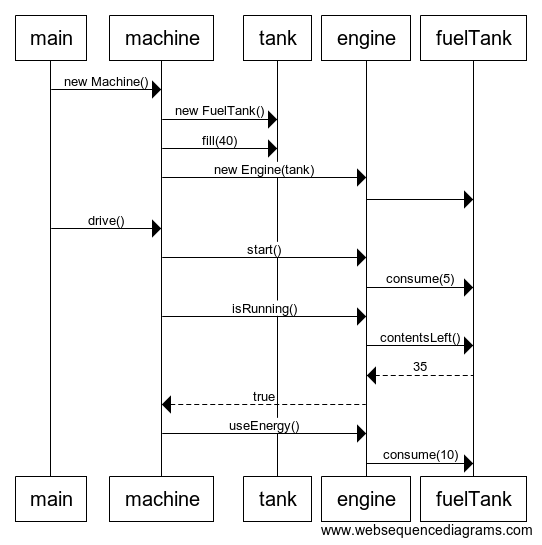 main machine tank engine fuelTank
new Machine()
new FuelTank()
fill(40)
new Engine(tank)
drive()
start()
consume(5)
isRunning()
contentsLeft()
35
true
useEnergy()
consume(10)
main machine tank engine fuelTank
www.websequencediagrams.com